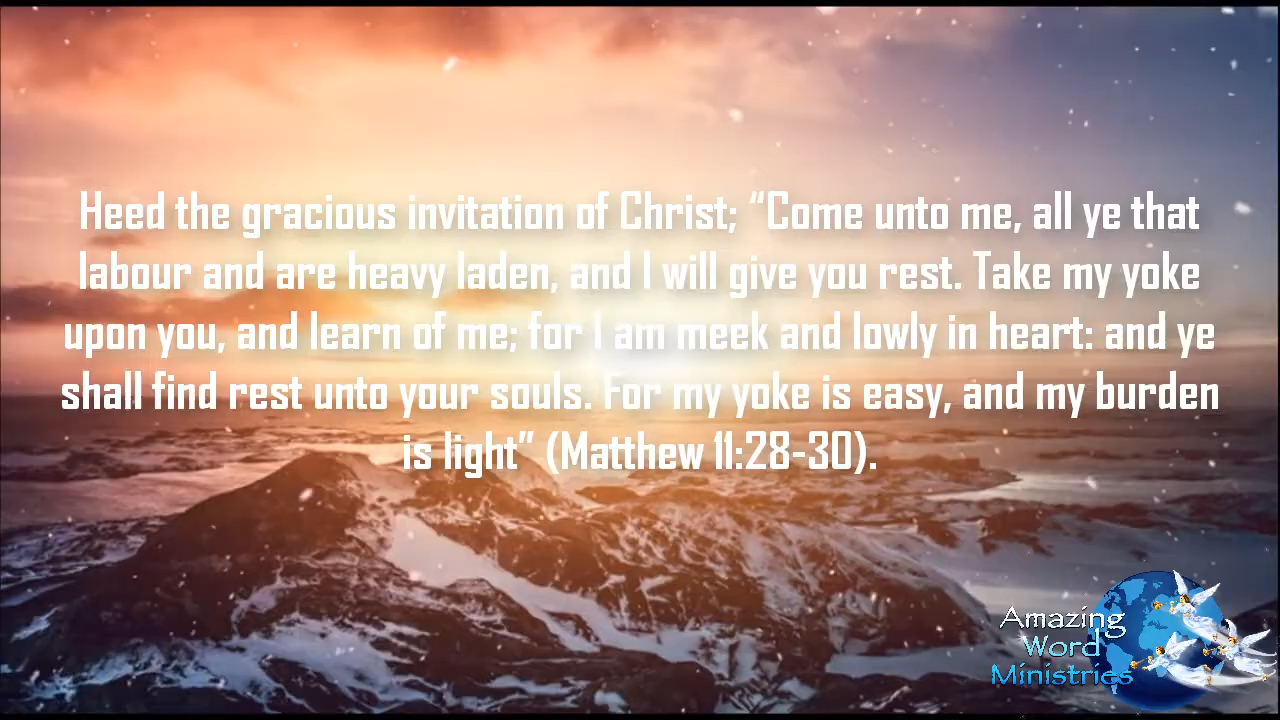 Heed the gracious invitation of Christ; “Come unto me, all ye that
labour and are heavy laden, and I will give you rest. Take my yoke
upon you, and learn of me; for I am meek and lowly in heart: and ye
shall find rest unto your souls. For my yoke is easy, and my burden
is light” (Matthew 11:28-30).
Amazing
Word
Ministries